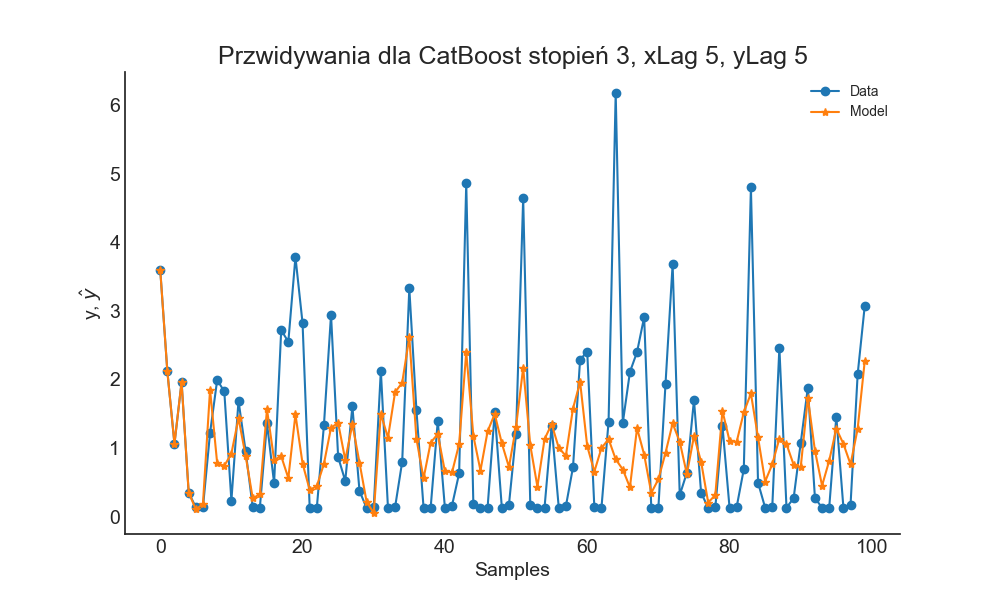 Przwidywania dla CatBoost stopień 3, xLag 5, yLag 5
Data
Model
6
5
4
3
2
1
0
y, ŷ
0 20 40 60 80 100
Samples